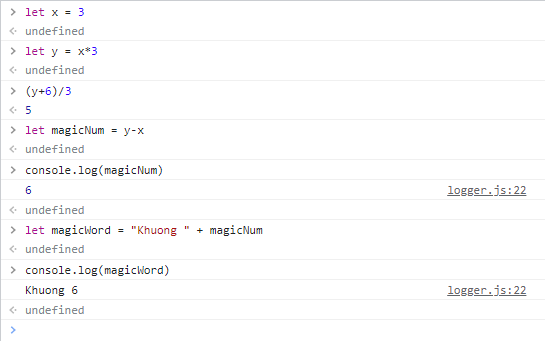 let x = 3
undefined
let y = x*3
undefined
(y+6)/3
5
let magicNum = y-x
undefined
console.log(magicNum)
6 logger.js:22
undefined
let magicWord = "Khuong " + magicNum
undefined
console.log(magicWord)
Khuong 6 logger.js:22
undefined